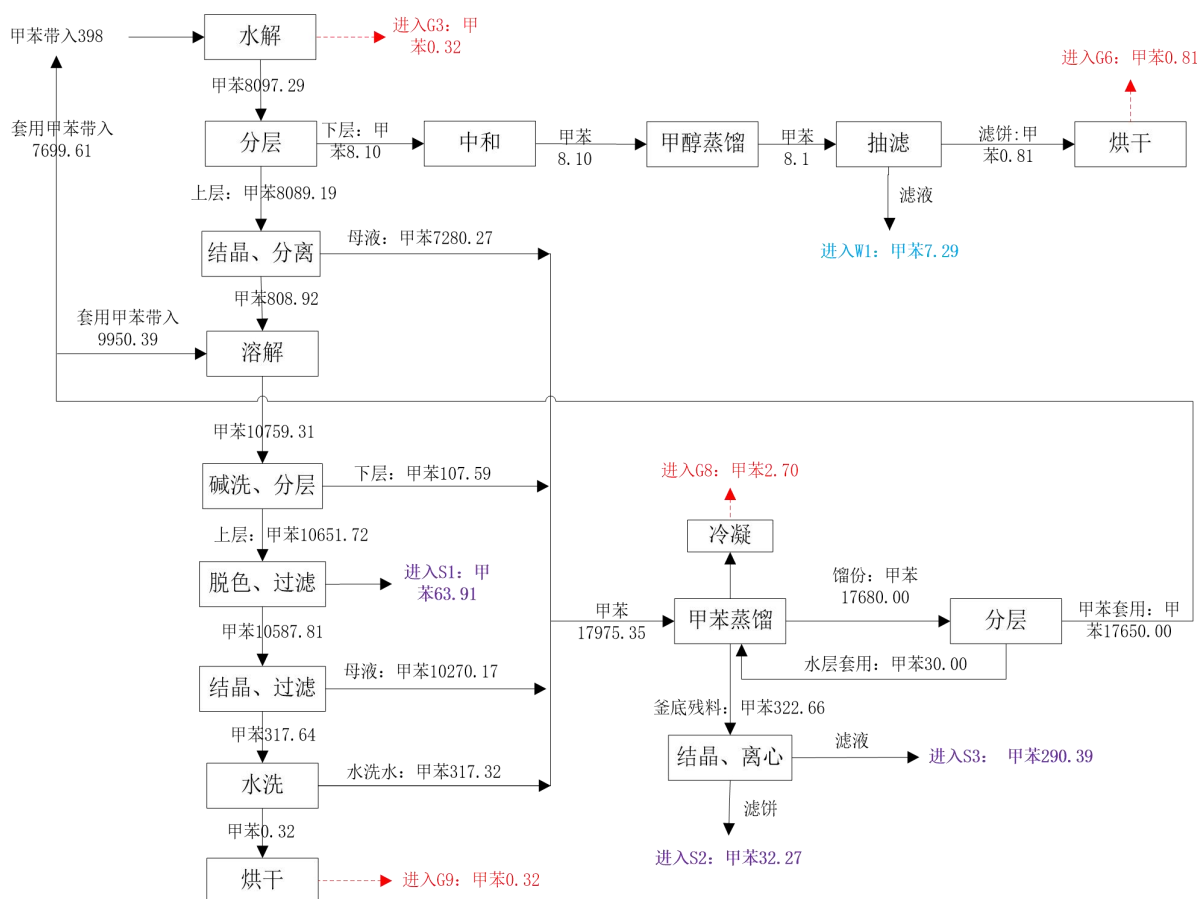 甲苯带入398
水解
进入G3：甲
苯0.32
甲苯8097.29
进入G6：甲苯0.81
套用甲苯带入
7699.61
分层
下层：甲
苯8.10
中和
甲苯
8.10
甲醇蒸馏
甲苯
8.1
抽滤
滤饼:甲
苯0.81
烘干
上层：甲苯8089.19
滤液
进入W1：甲苯7.29
结晶、分离
母液：甲苯7280.27
甲苯808.92
套用甲苯带入
9950.39
溶解
甲苯10759.31
碱洗、分层
下层：甲苯107.59
进入G8：甲苯2.70
上层：甲苯10651.72
冷凝
脱色、过滤
进入S1：甲
苯63.91
甲苯10587.81
甲苯
17975.35
甲苯蒸馏
馏份：甲苯
17680.00
分层
甲苯套用：甲
苯17650.00
水层套用：甲苯30.00
结晶、过滤
母液：甲苯10270.17
釜底残料：甲苯322.66
甲苯317.64
结晶、离心
滤液
进入S3： 甲苯290.39
水洗
水洗水：甲苯317.32
滤饼
甲苯0.32
进入S2：甲苯32.27
烘干
进入G9：甲苯0.32